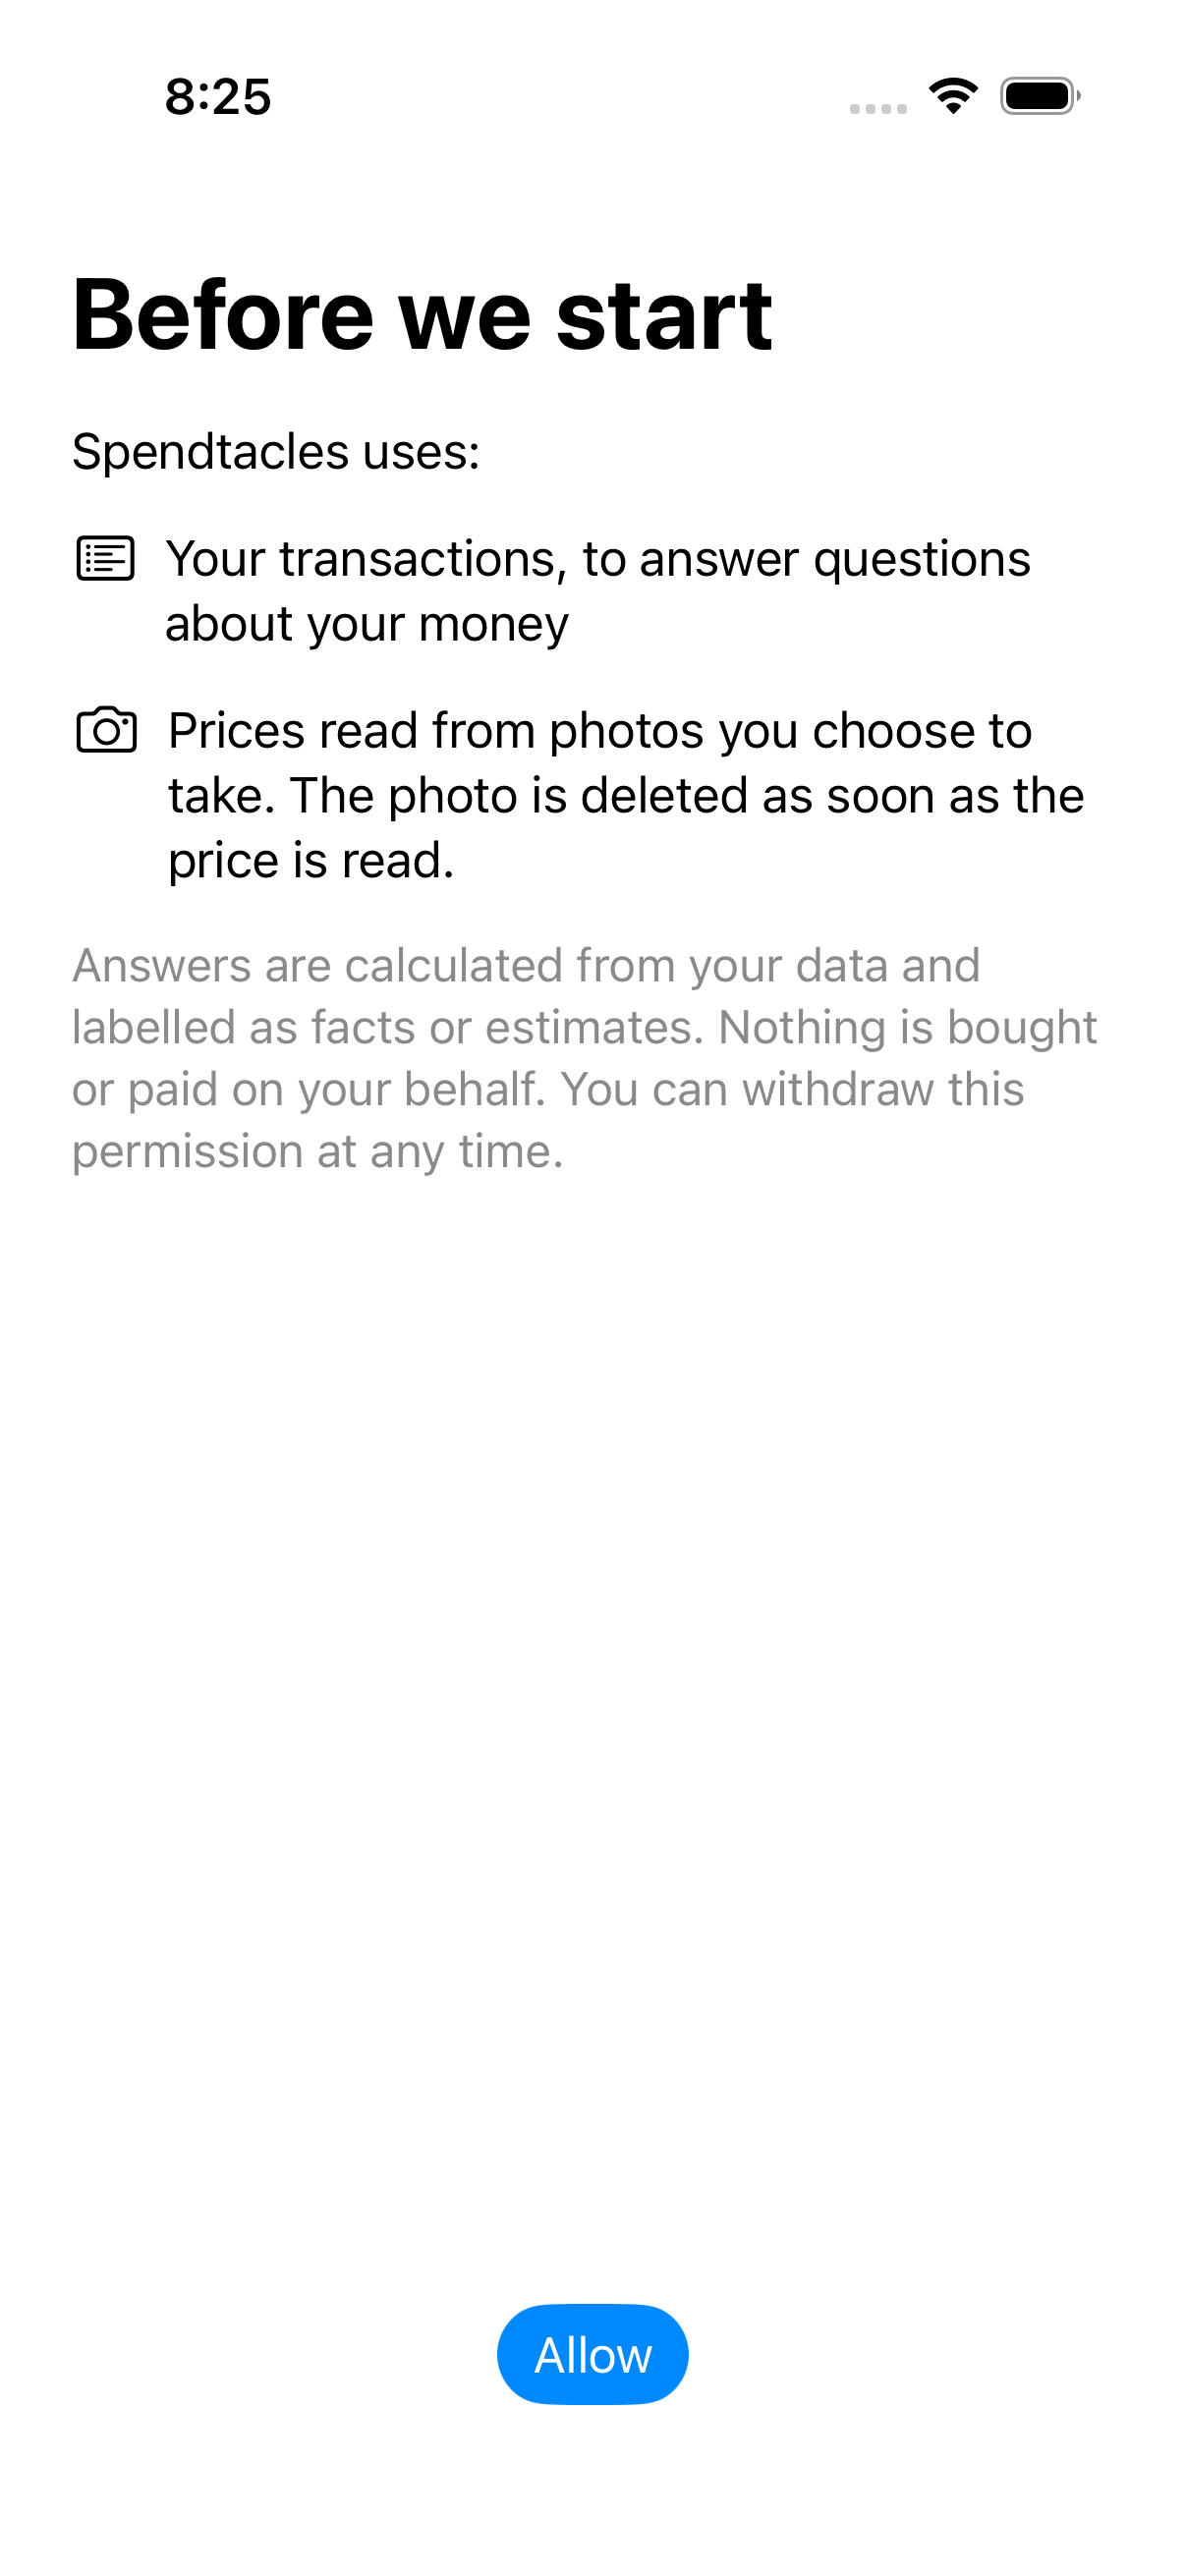 8:25
Before we start
Spendtacles uses:
Your transactions, to answer questions
about your money
Prices read from photos you choose to
take. The photo is deleted as soon as the
price is read.
Answers are calculated from your data and
labelled as facts or estimates. Nothing is bought
or paid on your behalf. You can withdraw this
permission at any time.
Allow